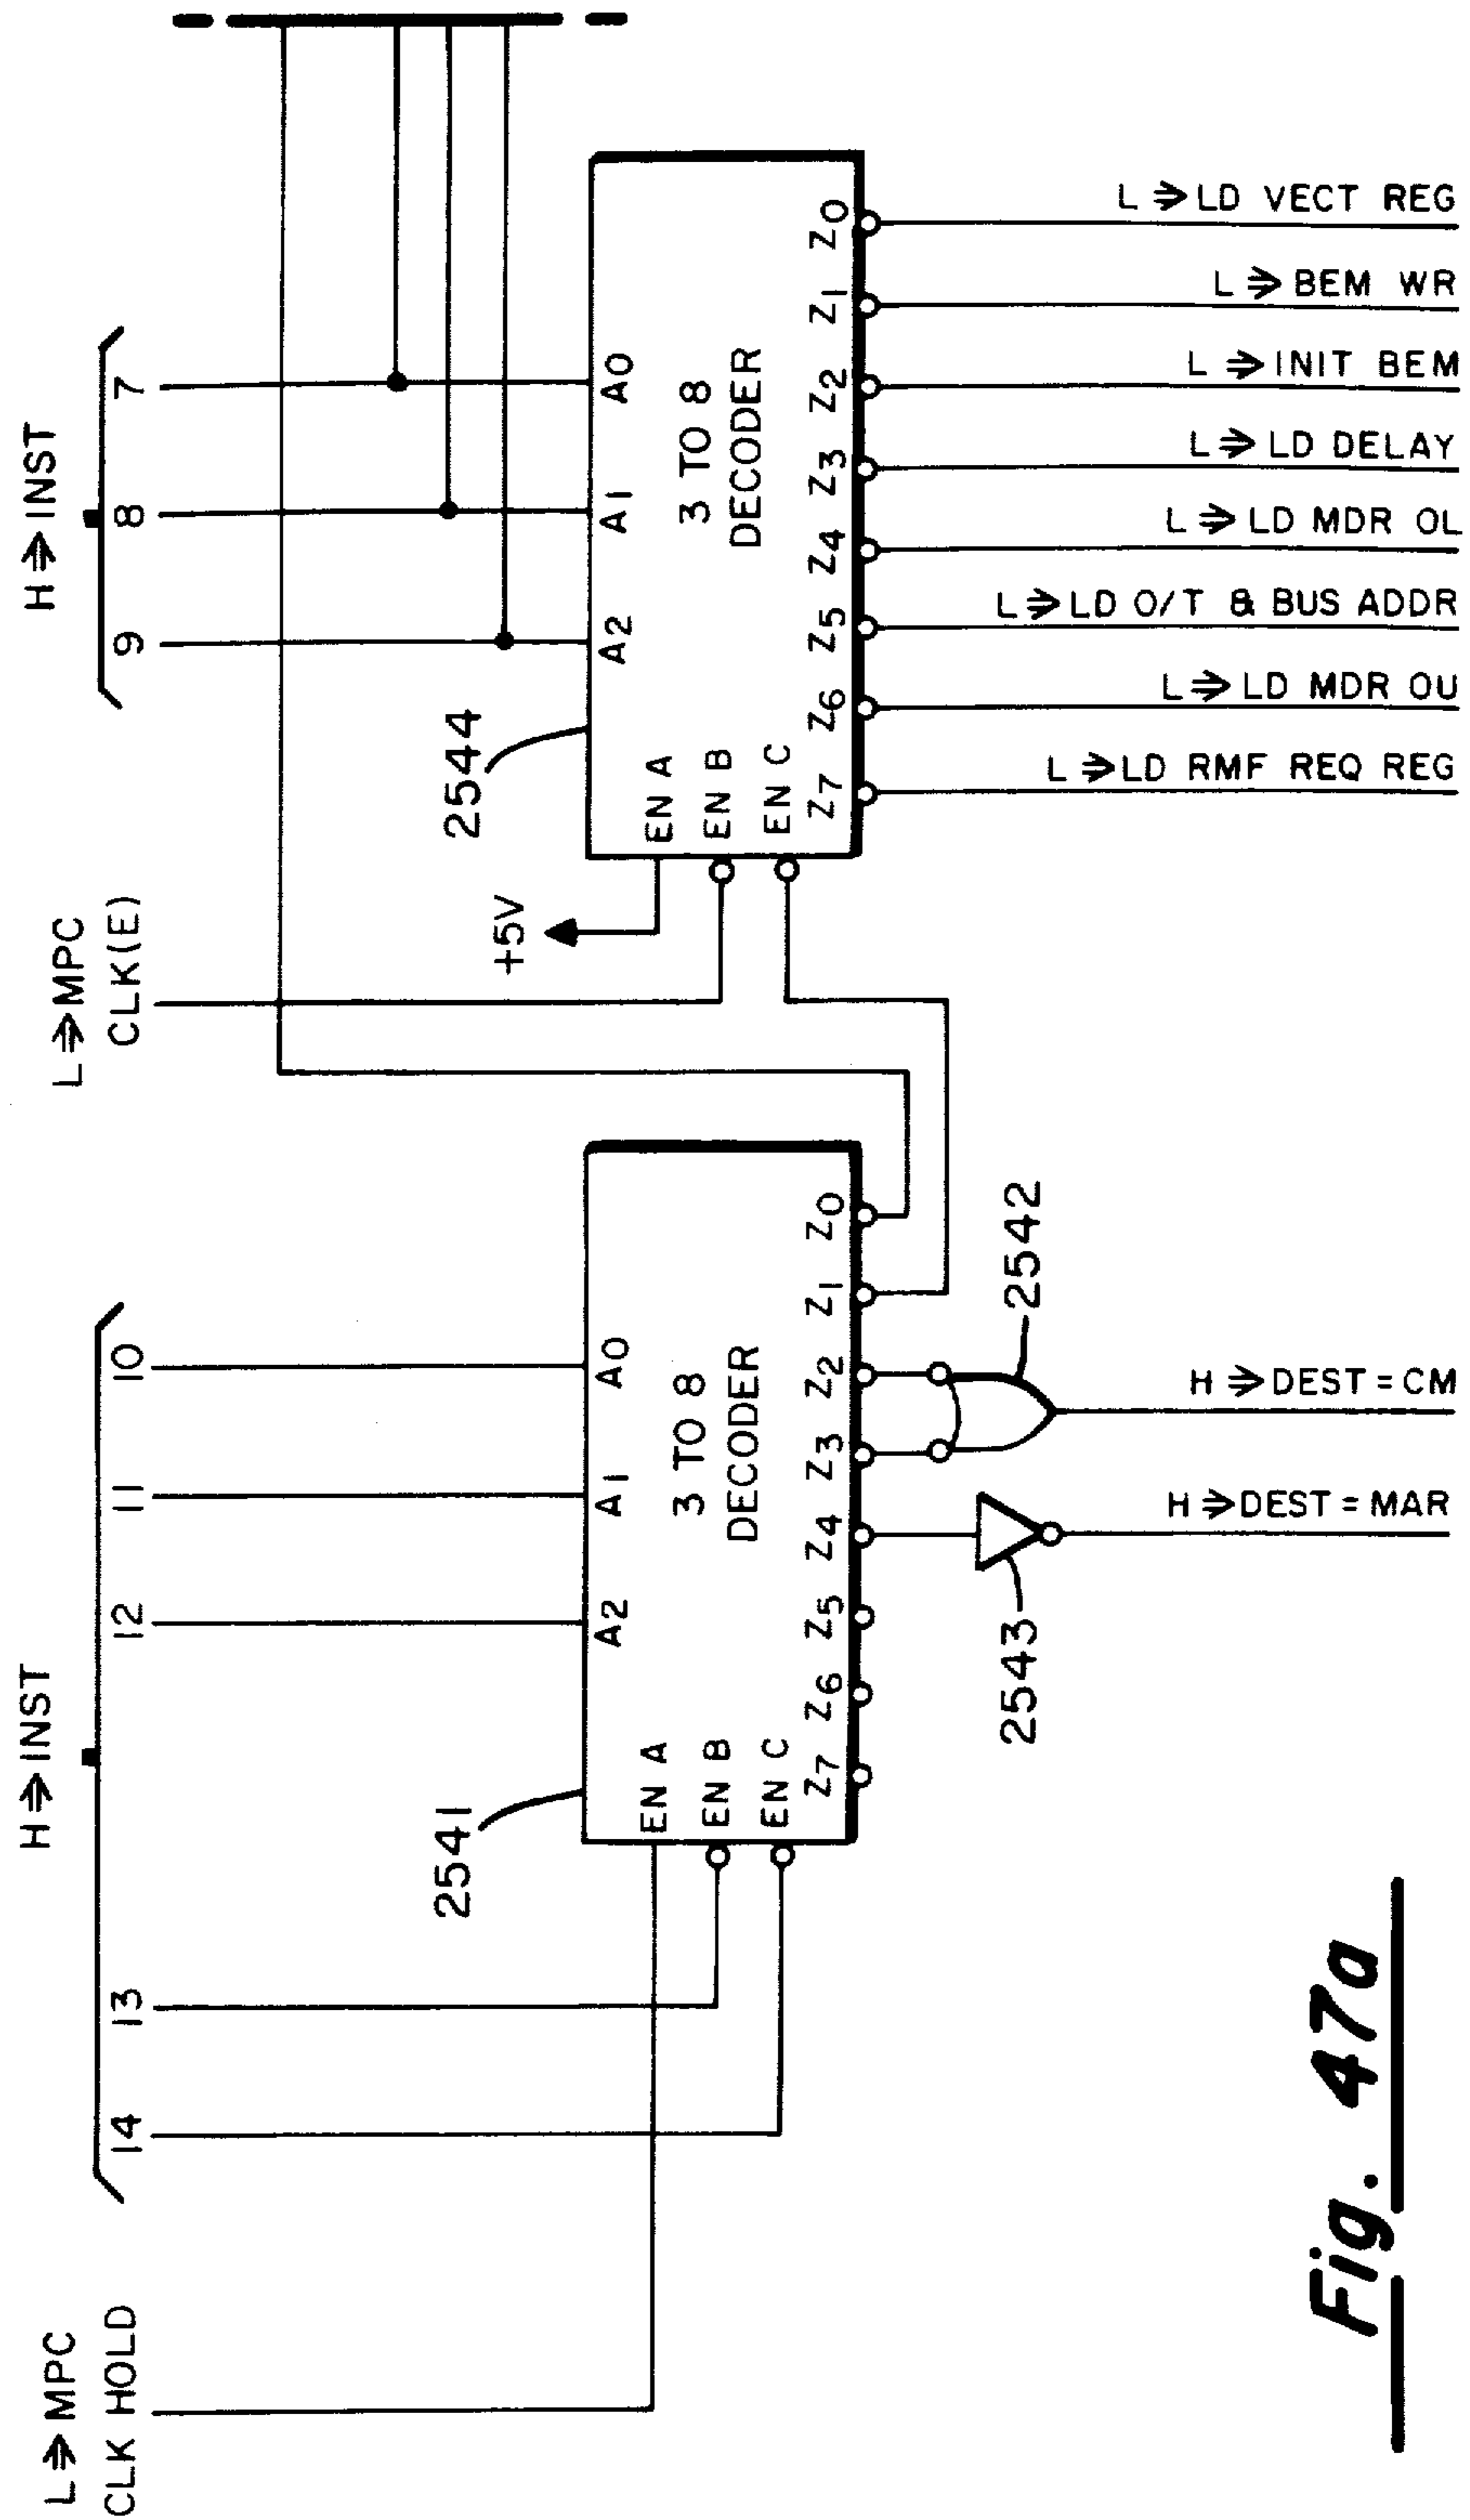 L⇒MPC
CLK HOLD
H⇒INST
14
13
12
11
10
L⇒MPC
CLK(E)
H⇒INST
9
8
7
2541
EN A
EN B
EN C
A2
A1
A0
3 TO 8
DECODER
Z7
Z6
Z5
Z4
Z3
Z2
Z1
Z0
2543
2542
H⇒DEST=MAR
H⇒DEST=CM
+5V
2544
EN A
EN B
EN C
A2
A1
A0
3 TO 8
DECODER
Z7
Z6
Z5
Z4
Z3
Z2
Z1
Z0
L⇒LD RMF REQ REG
L⇒LD MDR OU
L⇒LD O/T & BUS ADDR
L⇒LD MDR OL
L⇒LD DELAY
L⇒INIT BEM
L⇒BEM WR
L⇒LD VECT REG
Fig. 47a